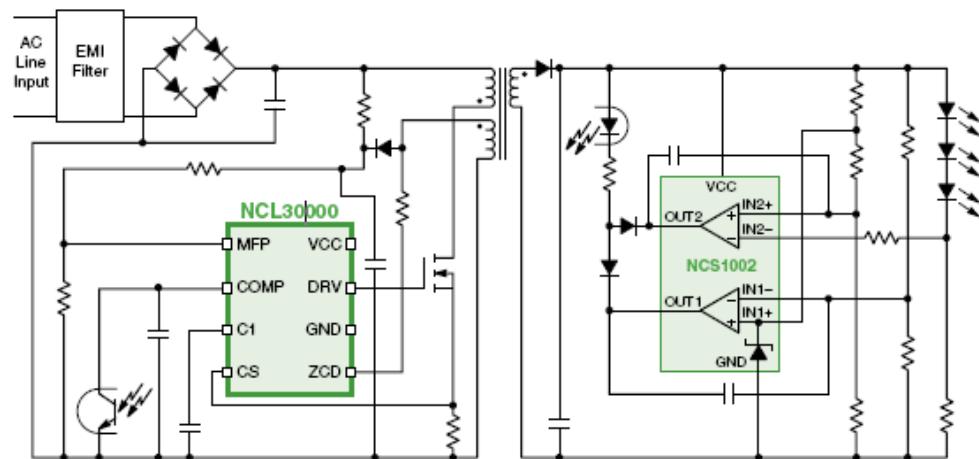 AC
Line
Input
EMI
Filter
NCL30000
MFP
VCC
COMP
DRV
C1
GND
CS
ZCD
VCC
OUT2
IN2+
+
−
IN2−
NCS1002
OUT1
IN1−
−
+
IN1+
GND